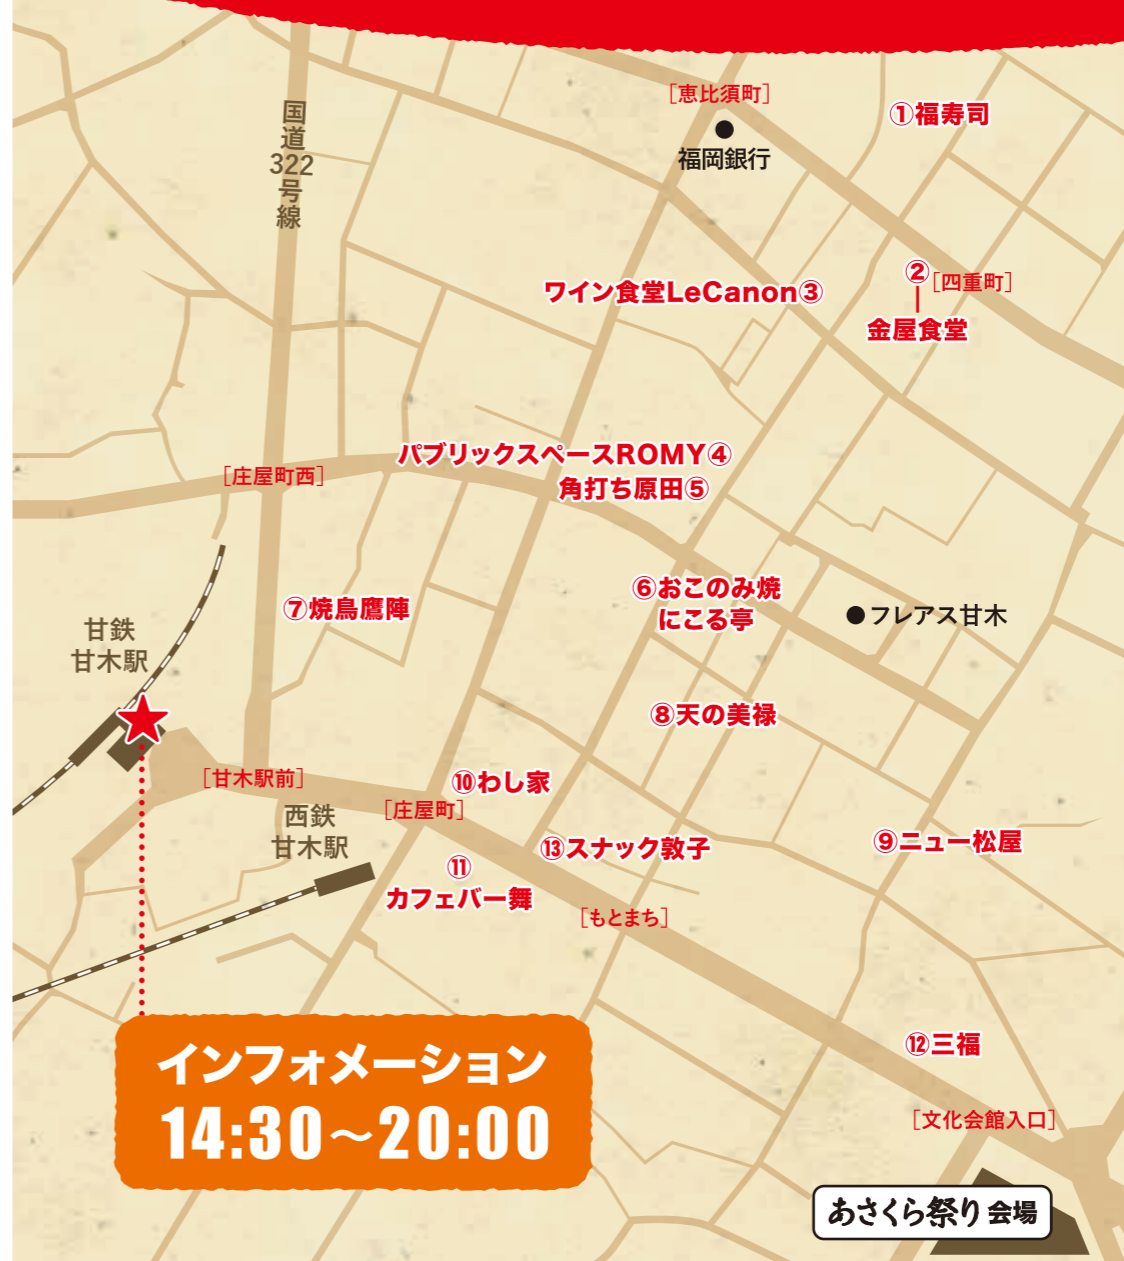 [恵比須町]
①福寿司
福岡銀行
国道322号線
②
[四重町]
金屋食堂
ワイン食堂LeCanon③
パブリックスペースROMY④
角打ち原田⑤
[庄屋町西]
⑥おこのみ焼
にこる亭
フレアス甘木
⑦焼鳥鷹陣
甘鉄
甘木駅
⑧天の美禄
[甘木駅前]
⑩わし家
[庄屋町]
西鉄
甘木駅
⑬スナック敦子
⑨ニュー松屋
⑪
カフェバー舞
[もとまち]
⑫三福
インフォメーション
14:30〜20:00
[文化会館入口]
あさくら祭り 会場